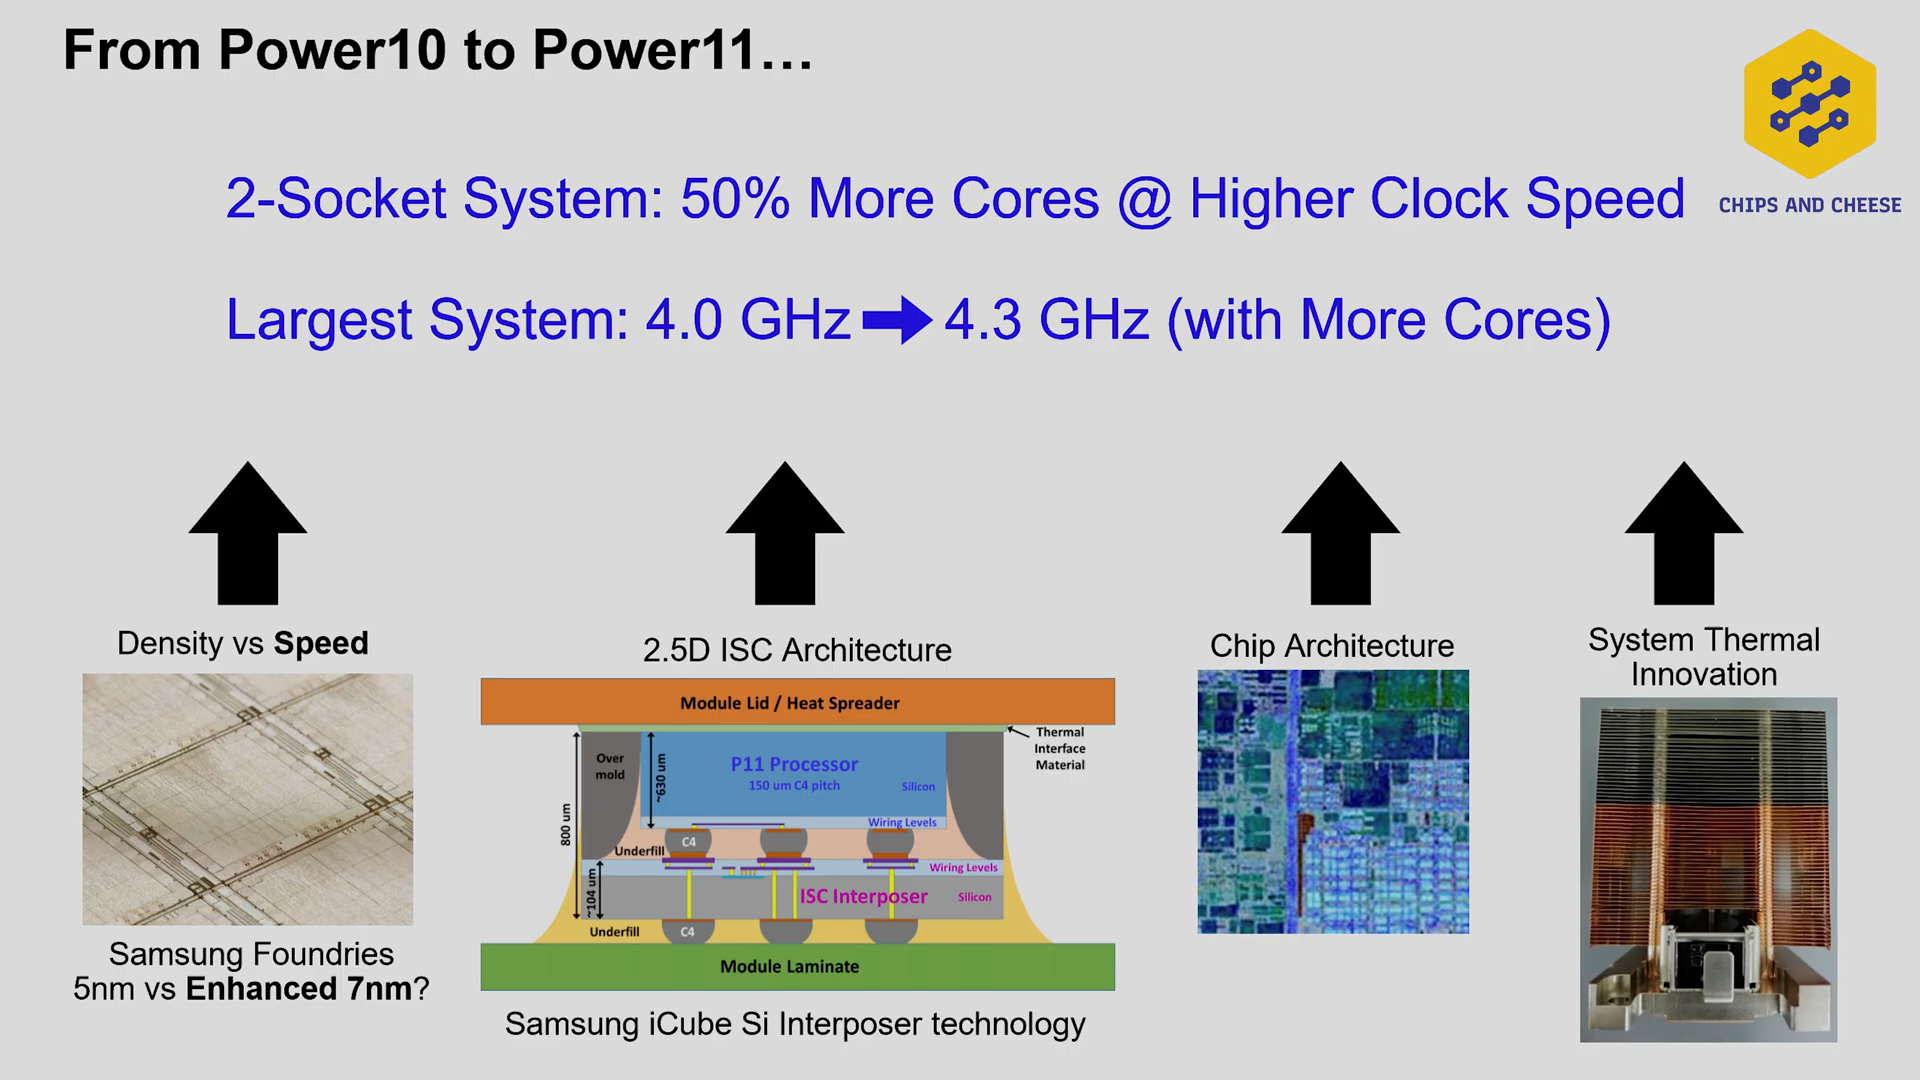 From Power10 to Power11…
CHIPS AND CHEESE
2-Socket System: 50% More Cores @ Higher Clock Speed
Largest System: 4.0 GHz 4.3 GHz (with More Cores)
Density vs Speed
Samsung Foundries
5nm vs Enhanced 7nm?
2.5D ISC Architecture
Module Lid / Heat Spreader
Thermal
Interface
Material
Over
mold
800 um
~630 um
P11 Processor
150 um C4 pitch
Silicon
Wiring Levels
C4
Underfill
Wiring Levels
~104 um
ISC Interposer
Silicon
Underfill
C4
Module Laminate
Samsung iCube Si Interposer technology
Chip Architecture
System Thermal
Innovation